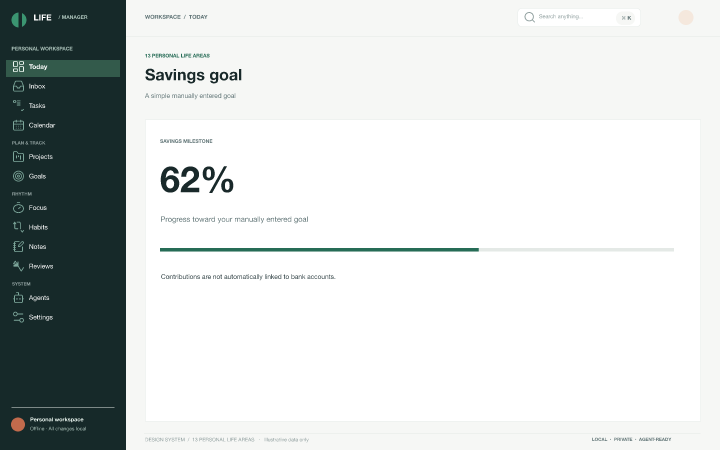 LIFE / MANAGER
PERSONAL WORKSPACE
Today
Inbox
Tasks
Calendar
PLAN & TRACK
Projects
Goals
RHYTHM
Focus
Habits
Notes
Reviews
SYSTEM
Agents
Settings
Personal workspace
Offline · All changes local
WORKSPACE / TODAY
Search anything...
⌘ K
13 PERSONAL LIFE AREAS
Savings goal
A simple manually entered goal
SAVINGS MILESTONE
62%
Progress toward your manually entered goal
Contributions are not automatically linked to bank accounts.
DESIGN SYSTEM / 13 PERSONAL LIFE AREAS · Illustrative data only
LOCAL · PRIVATE · AGENT-READY